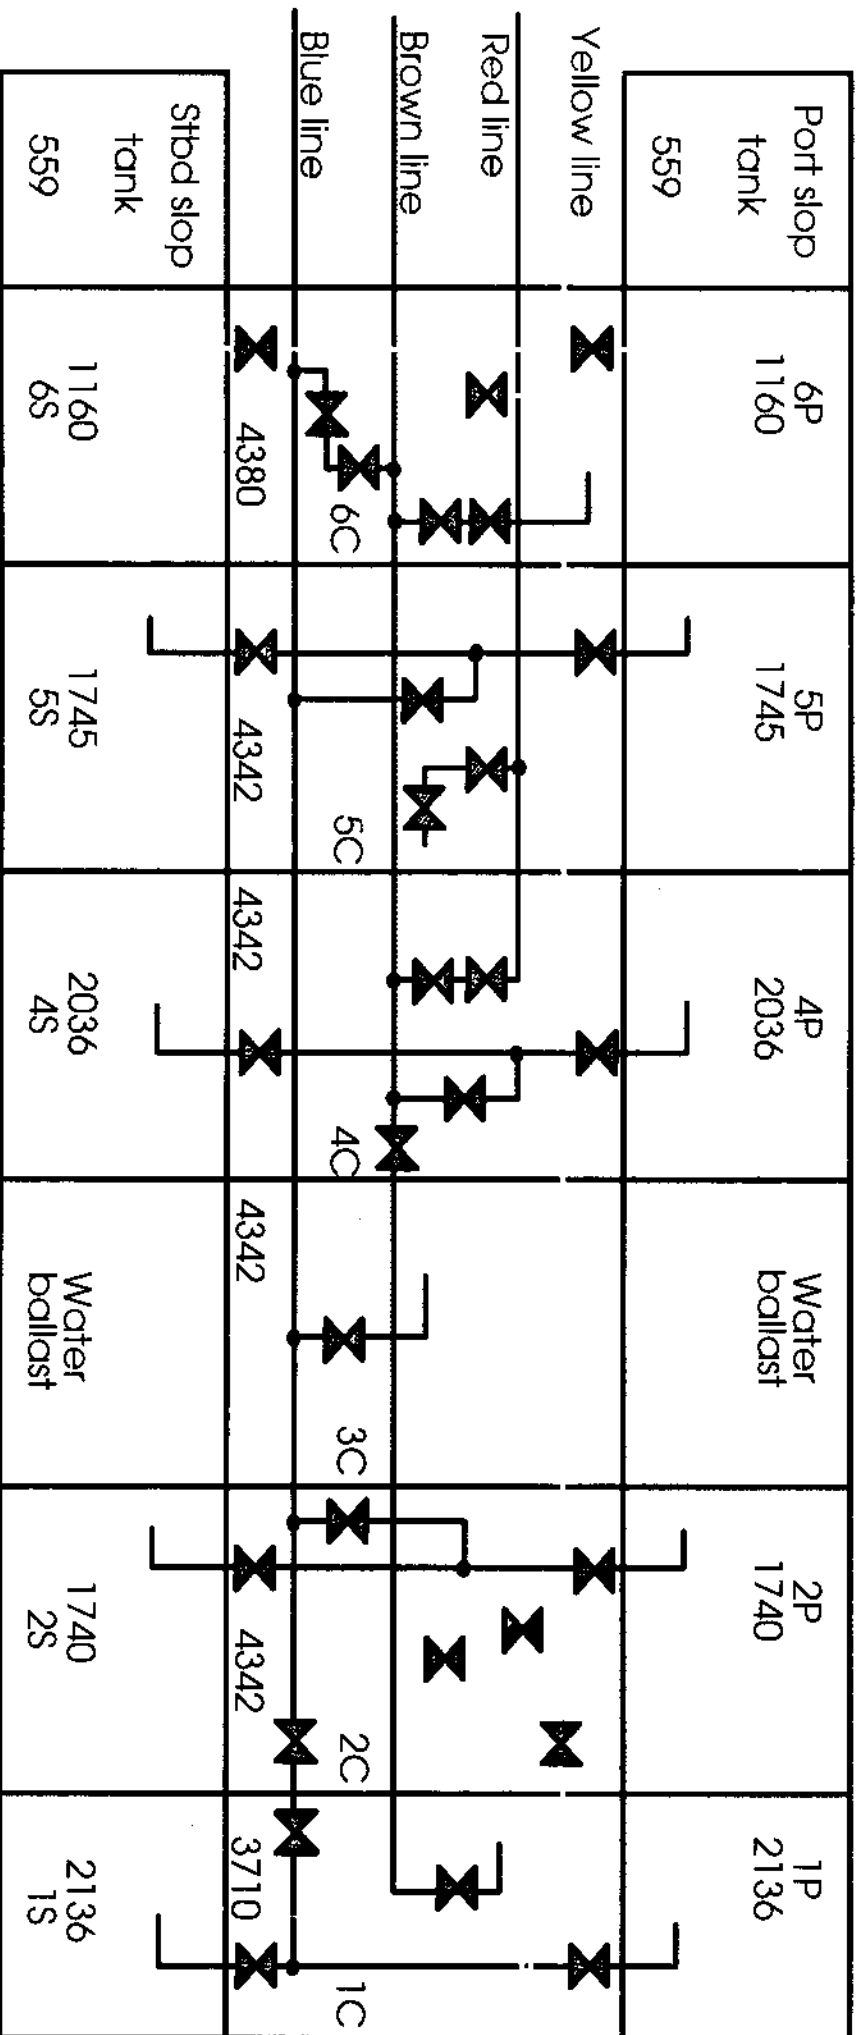 Port slop
tank
559
6P
1160
5P
1745
4P
2036
Water
ballast
2P
1740
1P
2136
Yellow line
Red line
Brown line
Blue line
6C
5C
4C
3C
2C
1C
4380
4342
4342
4342
4342
3710
Stbd slop
tank
559
1160
6S
1745
5S
2036
4S
Water
ballast
1740
2S
2136
1S